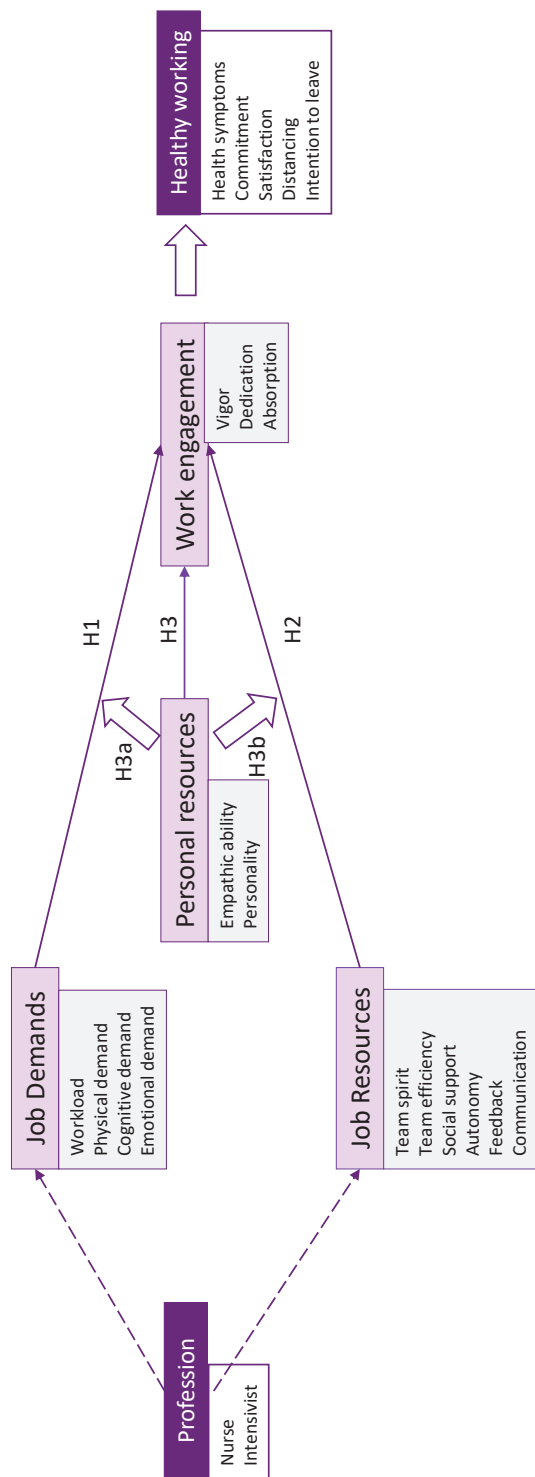 Profession
Nurse
Intensivist
Job Demands
Workload
Physical demand
Cognitive demand
Emotional demand
Job Resources
Team spirit
Team efficiency
Social support
Autonomy
Feedback
Communication
Personal resources
Empathic ability
Personality
H3a
H3b
H1
H3
H2
Work engagement
Vigor
Dedication
Absorption
Healthy working
Health symptoms
Commitment
Satisfaction
Distancing
Intention to leave